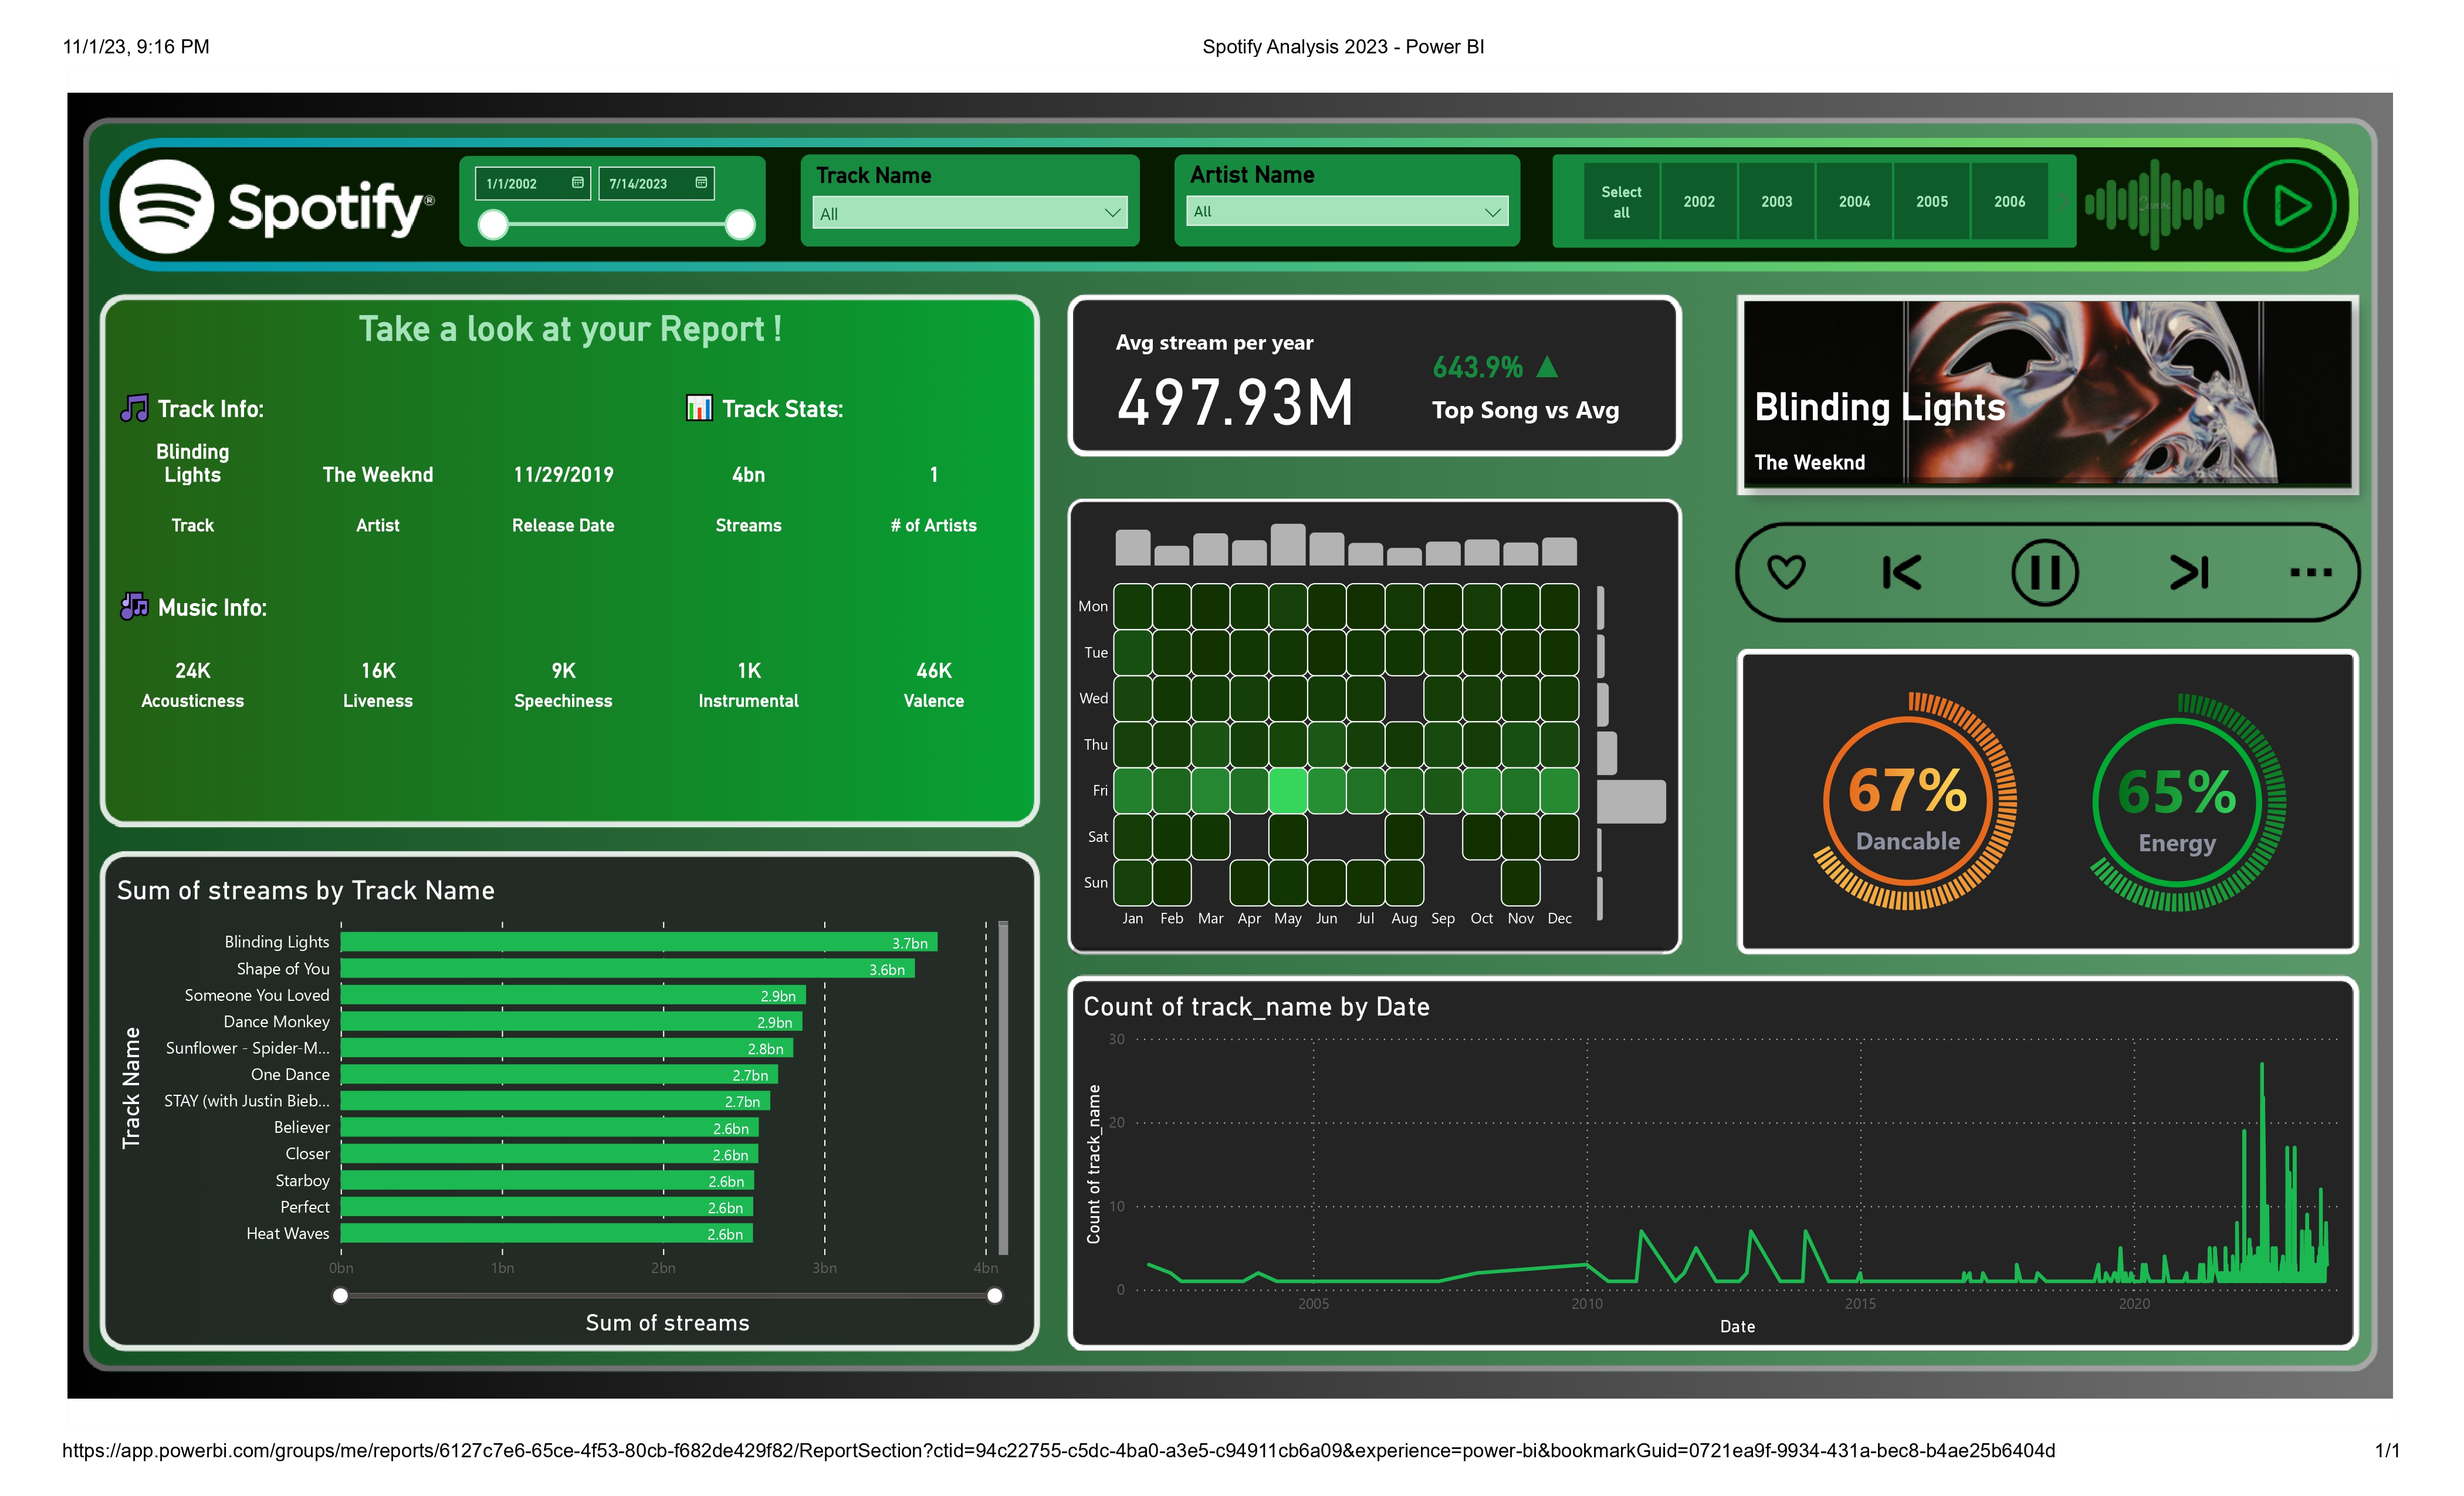 11/1/23, 9:16 PM
Spotify Analysis 2023 - Power BI
Spotify®
1/1/2002
7/14/2023
Track Name
All
Artist Name
All
Select all
2002
2003
2004
2005
2006
Canva
Take a look at your Report !
Track Info:
Track Stats:
Blinding Lights
The Weeknd
11/29/2019
4bn
1
Track
Artist
Release Date
Streams
# of Artists
Music Info:
24K
16K
9K
1K
46K
Acousticness
Liveness
Speechiness
Instrumental
Valence
Avg stream per year
497.93M
643.9% ▲
Top Song vs Avg
Blinding Lights
The Weeknd
Mon
Tue
Wed
Thu
Fri
Sat
Sun
Jan Feb Mar Apr May Jun Jul Aug Sep Oct Nov Dec
67%
Dancable
65%
Energy
Sum of streams by Track Name
Track Name
Blinding Lights 3.7bn
Shape of You 3.6bn
Someone You Loved 2.9bn
Dance Monkey 2.9bn
Sunflower - Spider-M... 2.8bn
One Dance 2.7bn
STAY (with Justin Bieb... 2.7bn
Believer 2.6bn
Closer 2.6bn
Starboy 2.6bn
Perfect 2.6bn
Heat Waves 2.6bn
0bn 1bn 2bn 3bn 4bn
Sum of streams
Count of track_name by Date
Count of track_name
30
20
10
0
2005 2010 2015 2020
Date
https://app.powerbi.com/groups/me/reports/6127c7e6-65ce-4f53-80cb-f682de429f82/ReportSection?ctid=94c22755-c5dc-4ba0-a3e5-c94911cb6a09&experience=power-bi&bookmarkGuid=0721ea9f-9934-431a-bec8-b4ae25b6404d
1/1